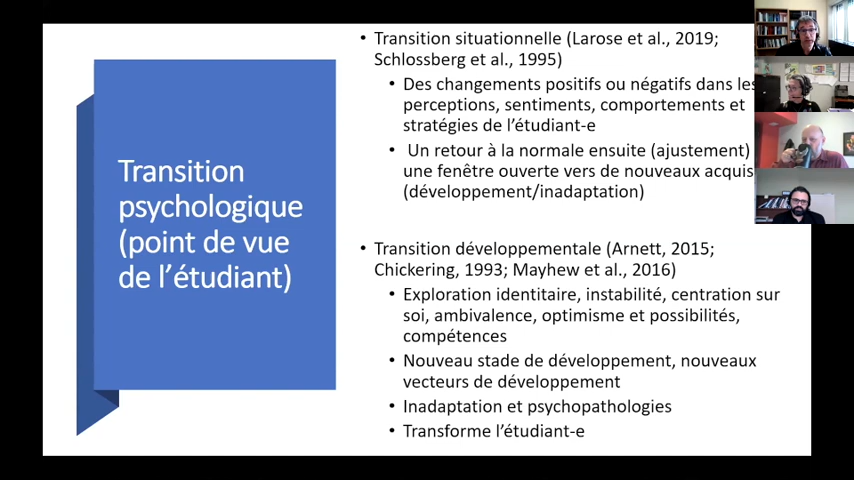 Transition
psychologique
(point de vue
de l'étudiant)
• Transition situationnelle (Larose et al., 2019;
Schlossberg et al., 1995)
• Des changements positifs ou négatifs dans les
perceptions, sentiments, comportements et
stratégies de l'étudiant-e
• Un retour à la normale ensuite (ajustement)
une fenêtre ouverte vers de nouveaux acquis
(développement/inadaptation)
• Transition développementale (Arnett, 2015;
Chickering, 1993; Mayhew et al., 2016)
• Exploration identitaire, instabilité, centration sur
soi, ambivalence, optimisme et possibilités,
compétences
• Nouveau stade de développement, nouveaux
vecteurs de développement
• Inadaptation et psychopathologies
• Transforme l'étudiant-e